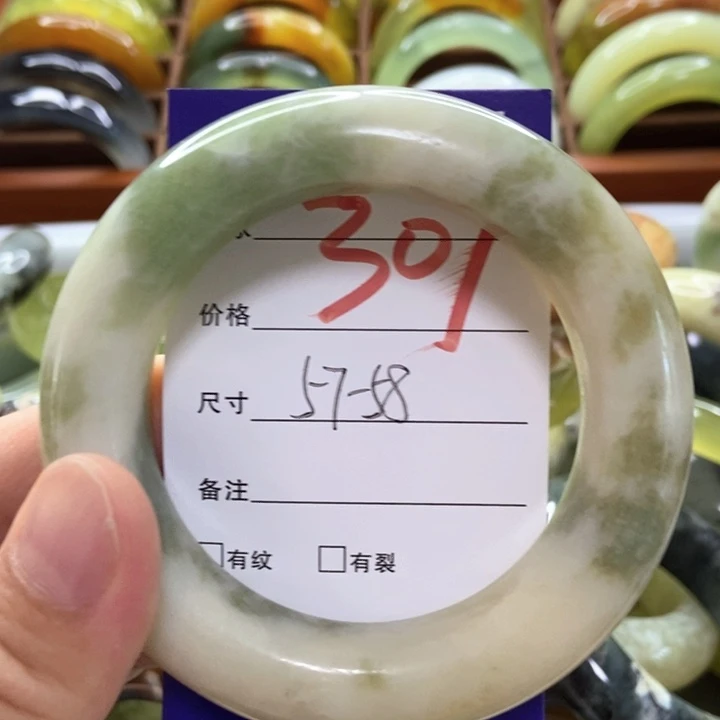 301
价格
尺寸 57-58
备注
□有纹 □有裂